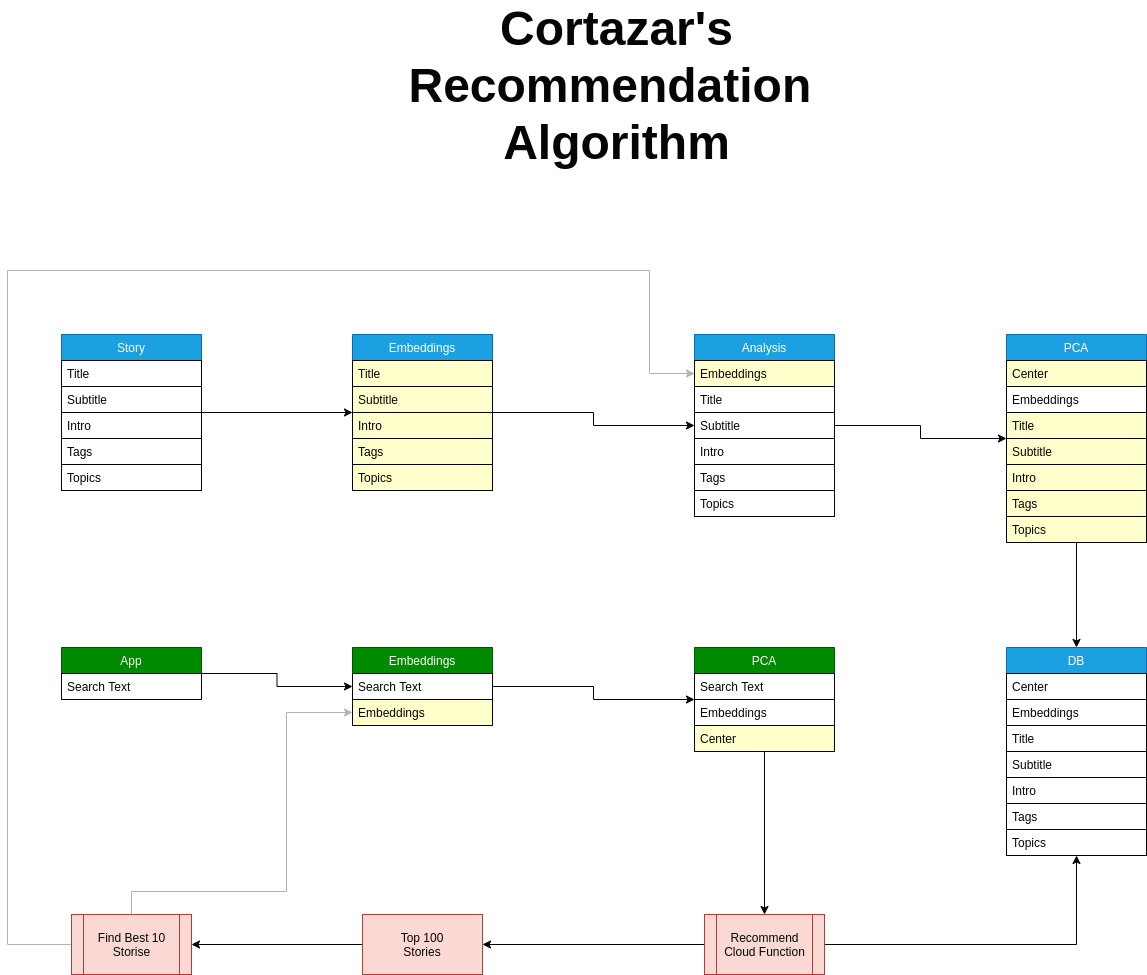 Cortazar's
Recommendation
Algorithm
Story
Title
Subtitle
Intro
Tags
Topics
Embeddings
Title
Subtitle
Intro
Tags
Topics
Analysis
Embeddings
Title
Subtitle
Intro
Tags
Topics
PCA
Center
Embeddings
Title
Subtitle
Intro
Tags
Topics
App
Search Text
Embeddings
Search Text
Embeddings
PCA
Search Text
Embeddings
Center
DB
Center
Embeddings
Title
Subtitle
Intro
Tags
Topics
Find Best 10
Storise
Top 100
Stories
Recommend
Cloud Function